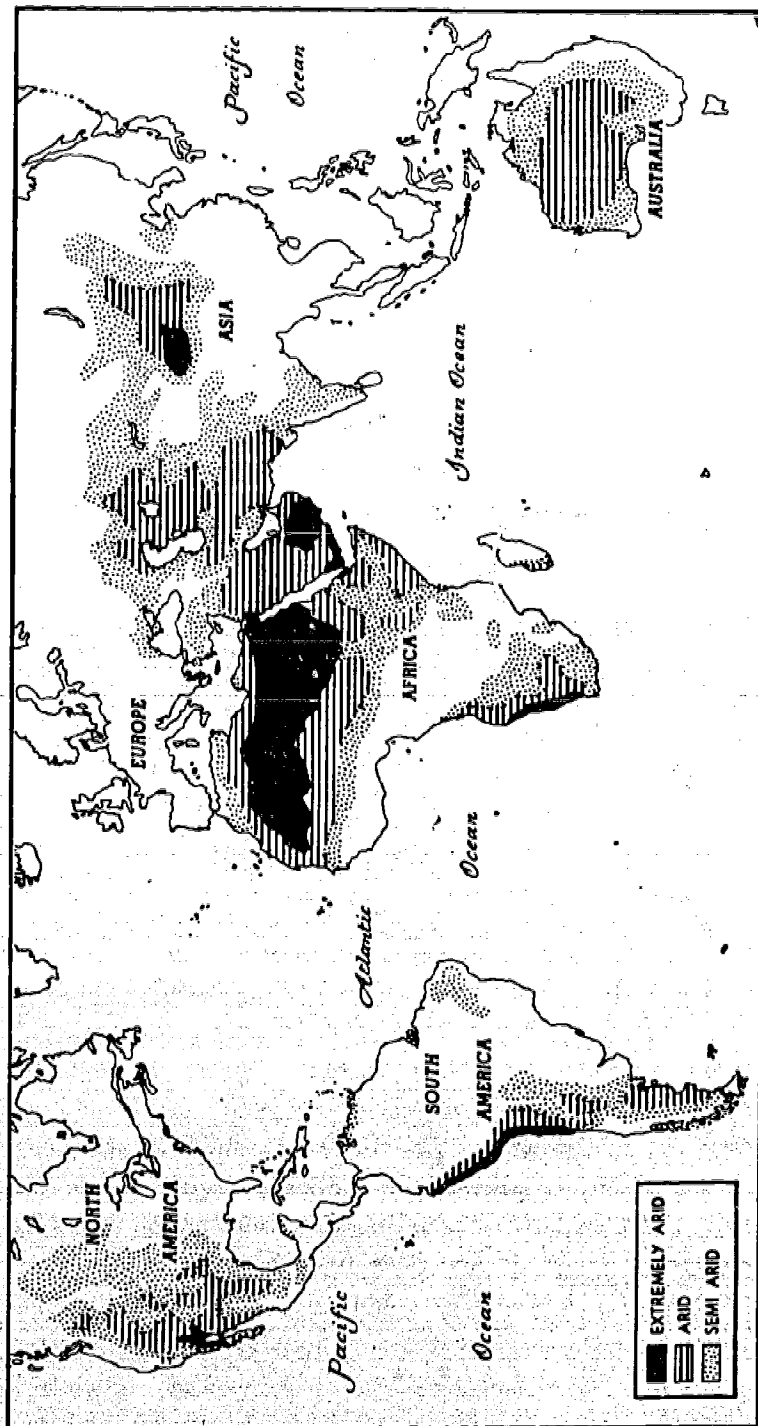 NORTH
AMERICA
EUROPE
ASIA
Pacific
Ocean
Atlantic
Ocean
AFRICA
SOUTH
AMERICA
Indian Ocean
Pacific
Ocean
AUSTRALIA
EXTREMELY ARID
ARID
SEMI ARID